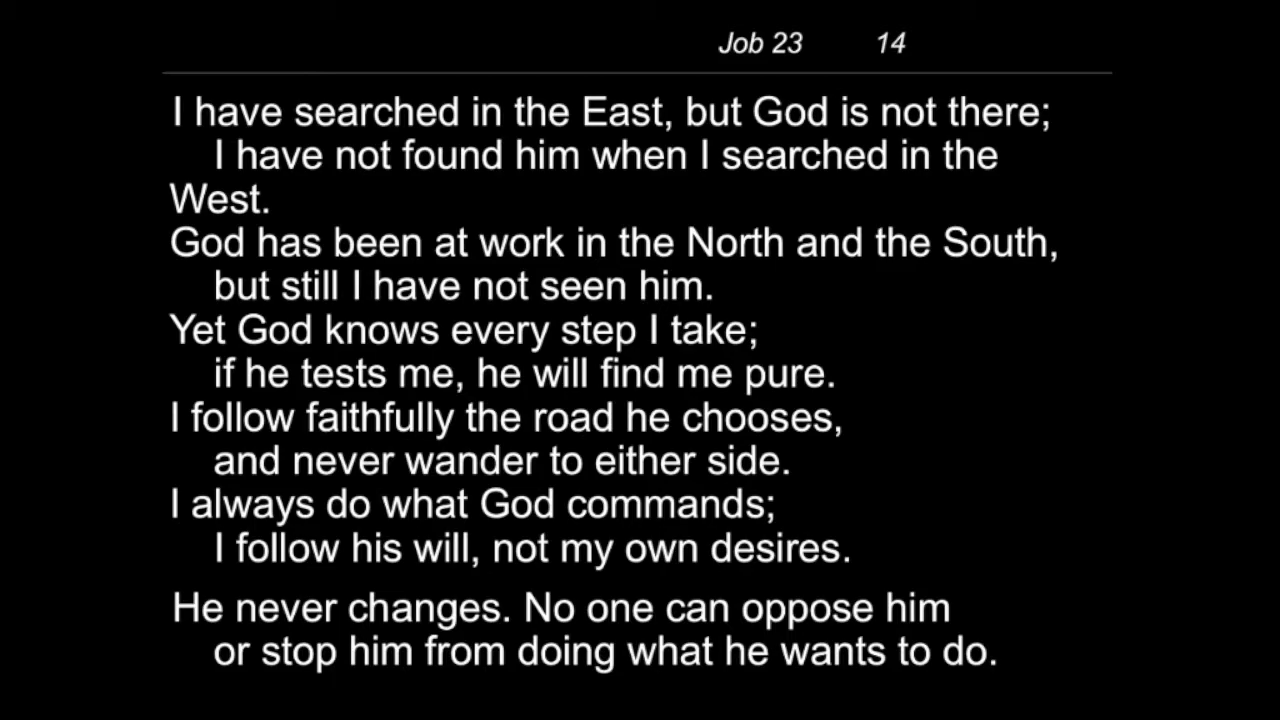 Job 23 14
I have searched in the East, but God is not there;
I have not found him when I searched in the
West.
God has been at work in the North and the South,
but still I have not seen him.
Yet God knows every step I take;
if he tests me, he will find me pure.
I follow faithfully the road he chooses,
and never wander to either side.
I always do what God commands;
I follow his will, not my own desires.
He never changes. No one can oppose him
or stop him from doing what he wants to do.